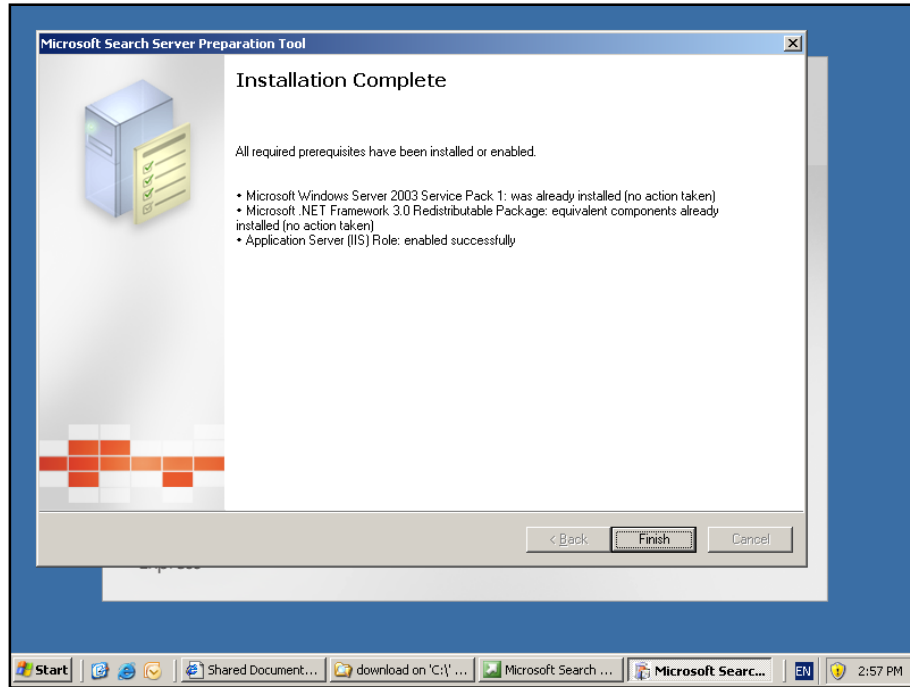 Microsoft Search Server Preparation Tool
Installation Complete
All required prerequisites have been installed or enabled.
• Microsoft Windows Server 2003 Service Pack 1: was already installed (no action taken)
• Microsoft .NET Framework 3.0 Redistributable Package: equivalent components already
installed (no action taken)
• Application Server (IIS) Role: enabled successfully
< Back
Finish
Cancel
Start
Shared Document...
download on 'C:\' ...
Microsoft Search ...
Microsoft Searc...
EN
2:57 PM